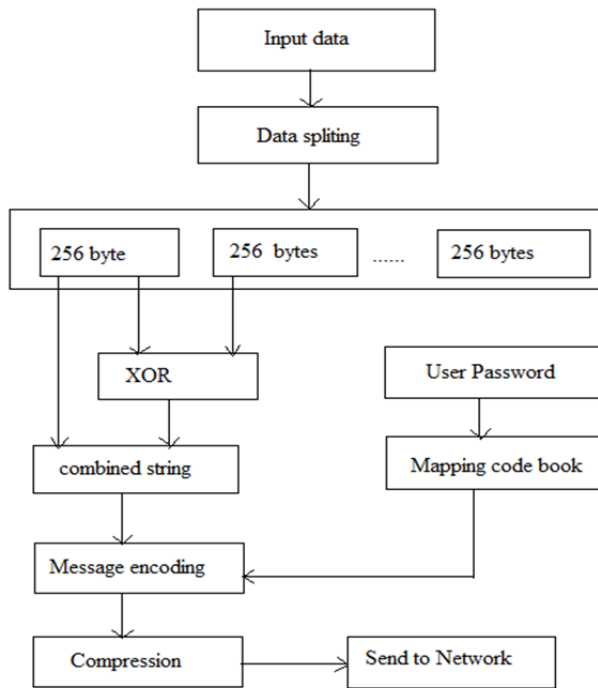 Input data
Data spliting
256 byte
256 bytes
......
256 bytes
XOR
User Password
combined string
Mapping code book
Message encoding
Compression
Send to Network